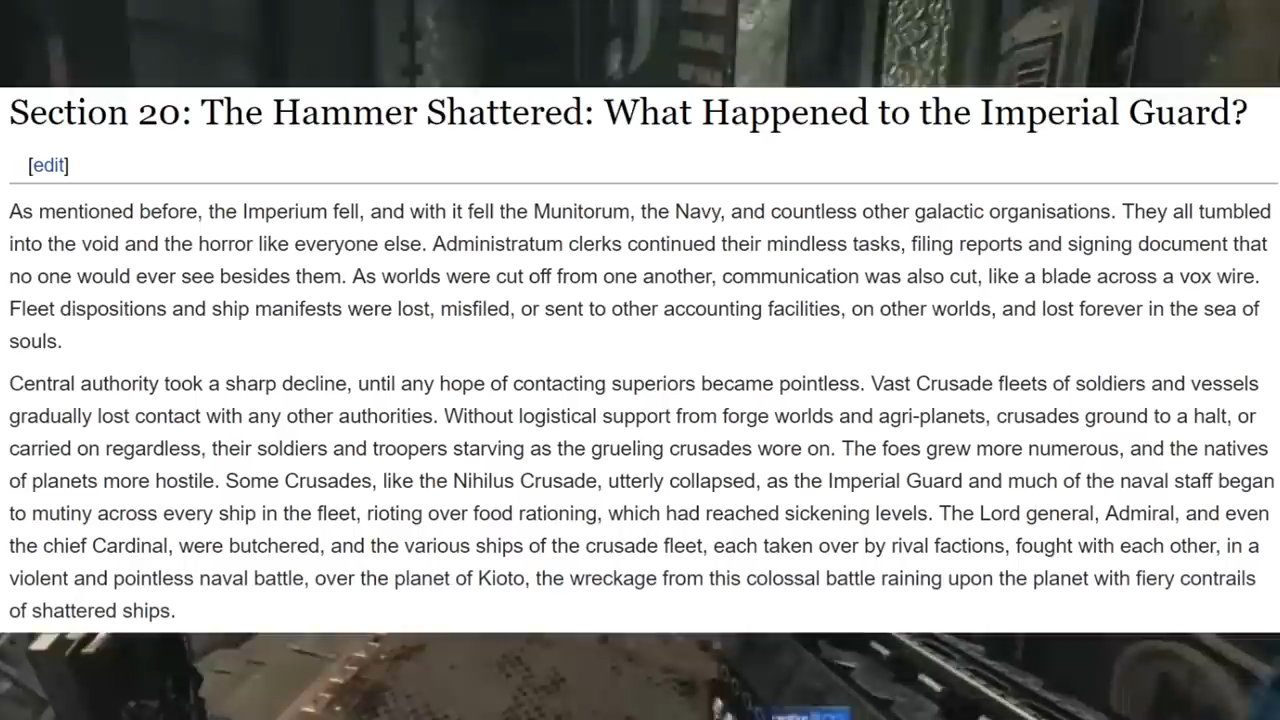 Section 20: The Hammer Shattered: What Happened to the Imperial Guard?
[edit]
As mentioned before, the Imperium fell, and with it fell the Munitorum, the Navy, and countless other galactic organisations. They all tumbled
into the void and the horror like everyone else. Administratum clerks continued their mindless tasks, filing reports and signing document that
no one would ever see besides them. As worlds were cut off from one another, communication was also cut, like a blade across a vox wire.
Fleet dispositions and ship manifests were lost, misfiled, or sent to other accounting facilities, on other worlds, and lost forever in the sea of
souls.
Central authority took a sharp decline, until any hope of contacting superiors became pointless. Vast Crusade fleets of soldiers and vessels
gradually lost contact with any other authorities. Without logistical support from forge worlds and agri-planets, crusades ground to a halt, or
carried on regardless, their soldiers and troopers starving as the grueling crusades wore on. The foes grew more numerous, and the natives
of planets more hostile. Some Crusades, like the Nihilus Crusade, utterly collapsed, as the Imperial Guard and much of the naval staff began
to mutiny across every ship in the fleet, rioting over food rationing, which had reached sickening levels. The Lord general, Admiral, and even
the chief Cardinal, were butchered, and the various ships of the crusade fleet, each taken over by rival factions, fought with each other, in a
violent and pointless naval battle, over the planet of Kioto, the wreckage from this colossal battle raining upon the planet with fiery contrails
of shattered ships.